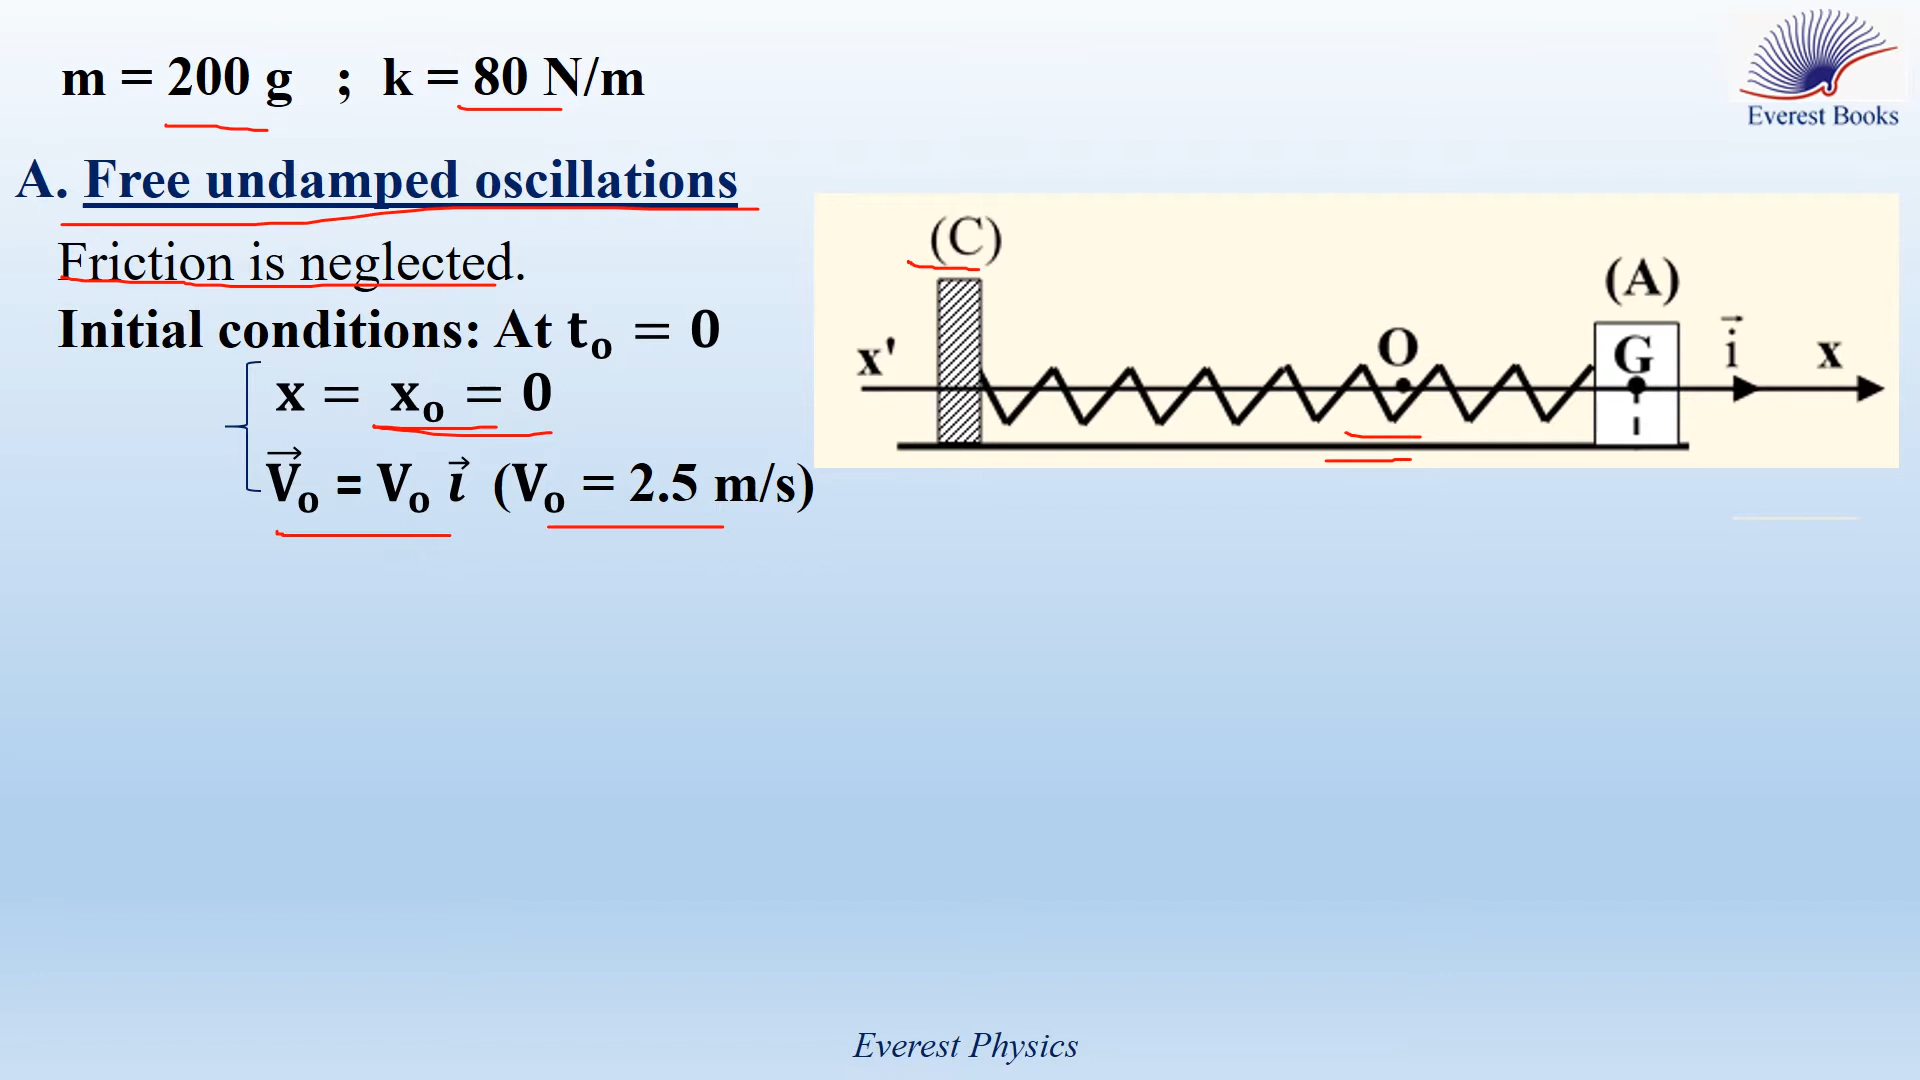 m = 200 g ; k = 80 N/m
Everest Books
A. Free undamped oscillations
Friction is neglected.
Initial conditions: At t₀ = 0
x = x₀ = 0
V⃗₀ = V₀ i⃗ (V₀ = 2.5 m/s)
(C)
(A)
x'
O
G
i⃗
x
Everest Physics